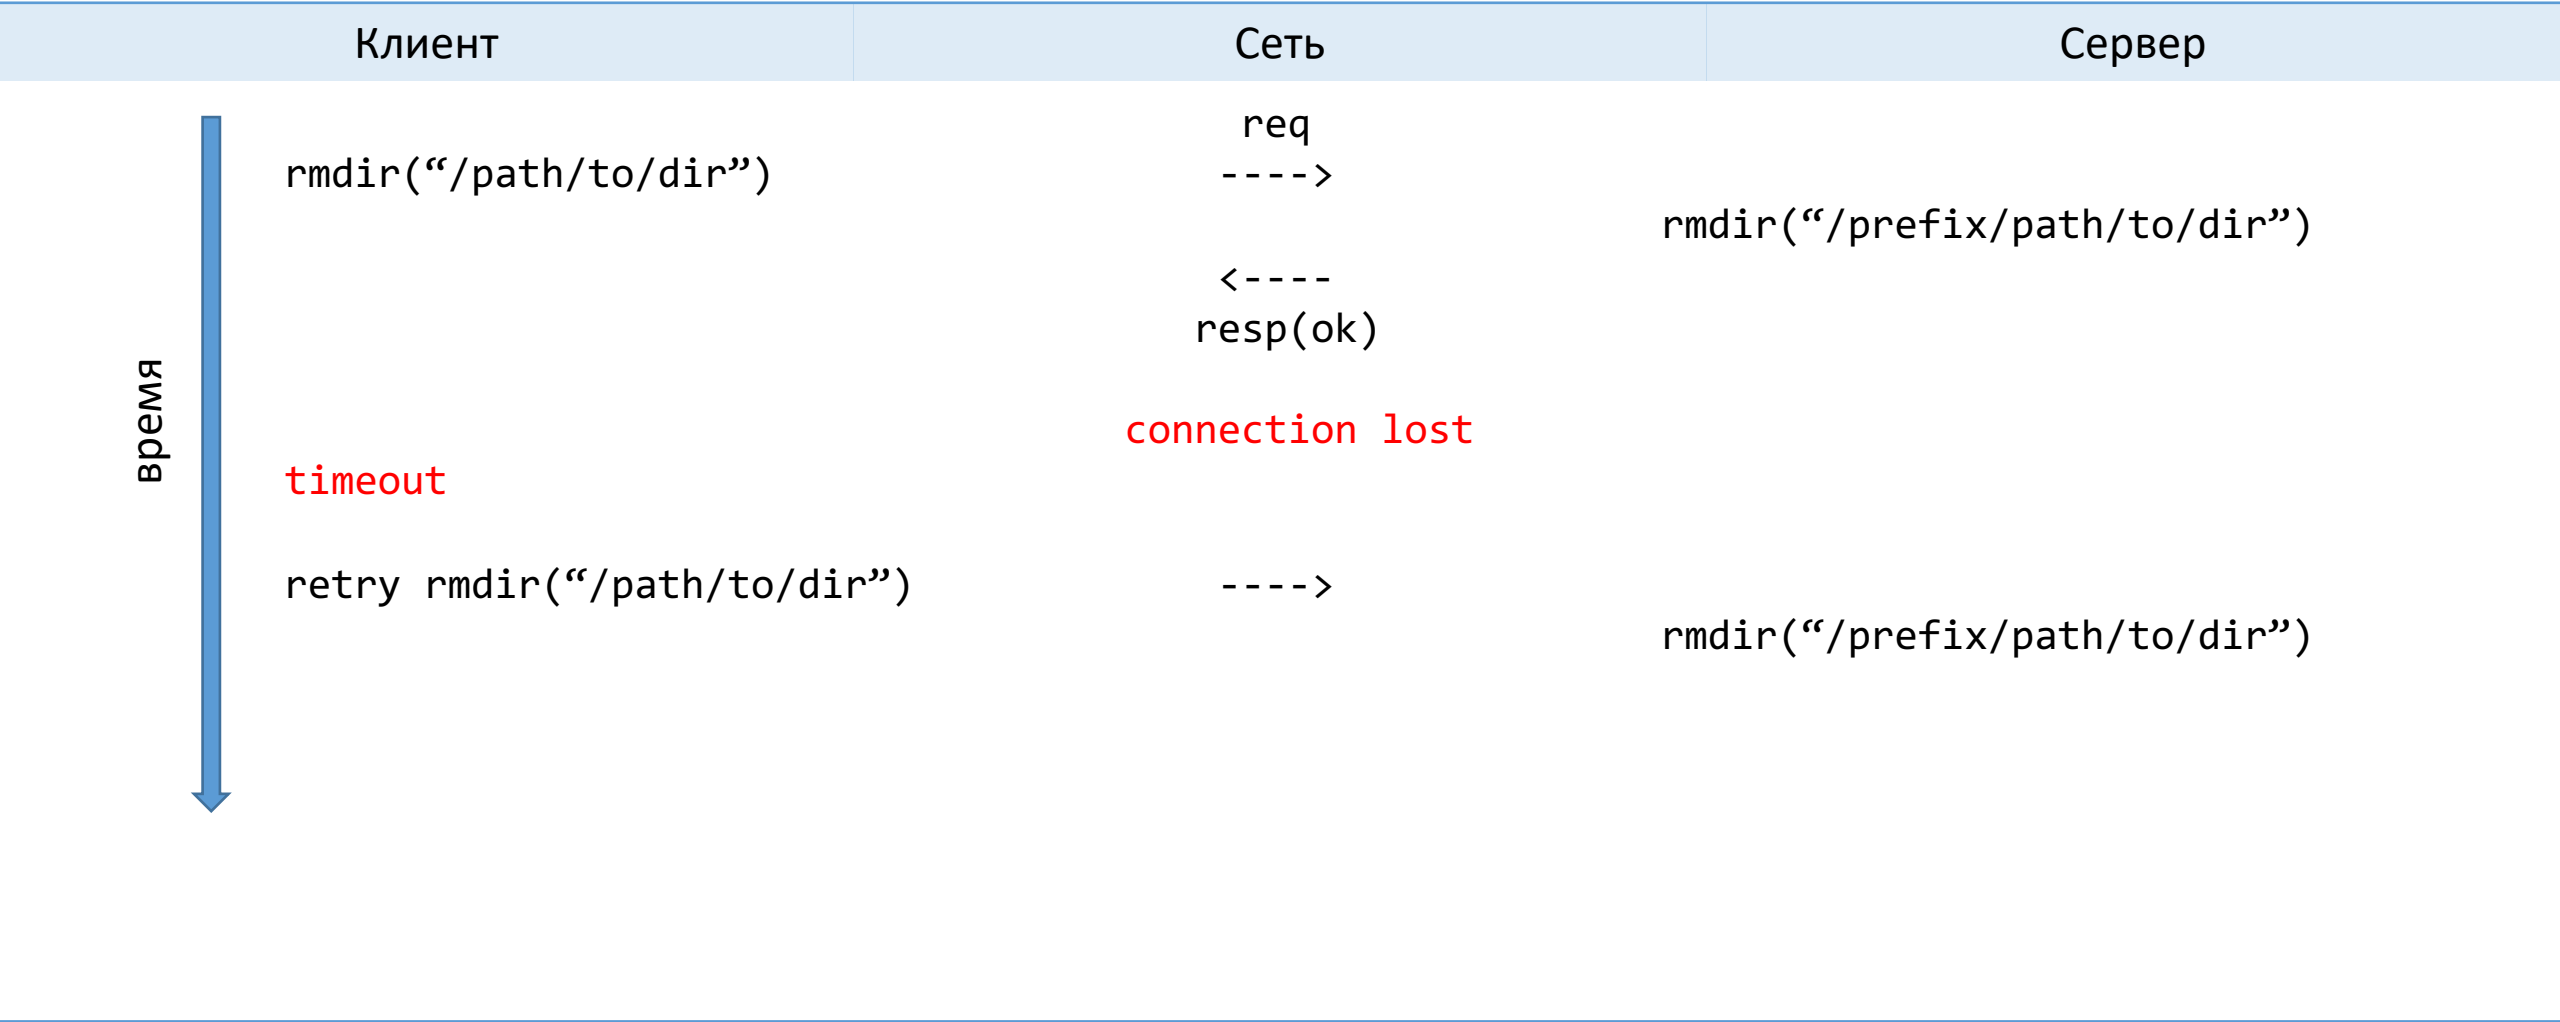 Клиент Сеть Сервер
req
rmdir(“/path/to/dir”) ---->
rmdir(“/prefix/path/to/dir”)
<----
resp(ok)
время
connection lost
timeout
retry rmdir(“/path/to/dir”) ---->
rmdir(“/prefix/path/to/dir”)